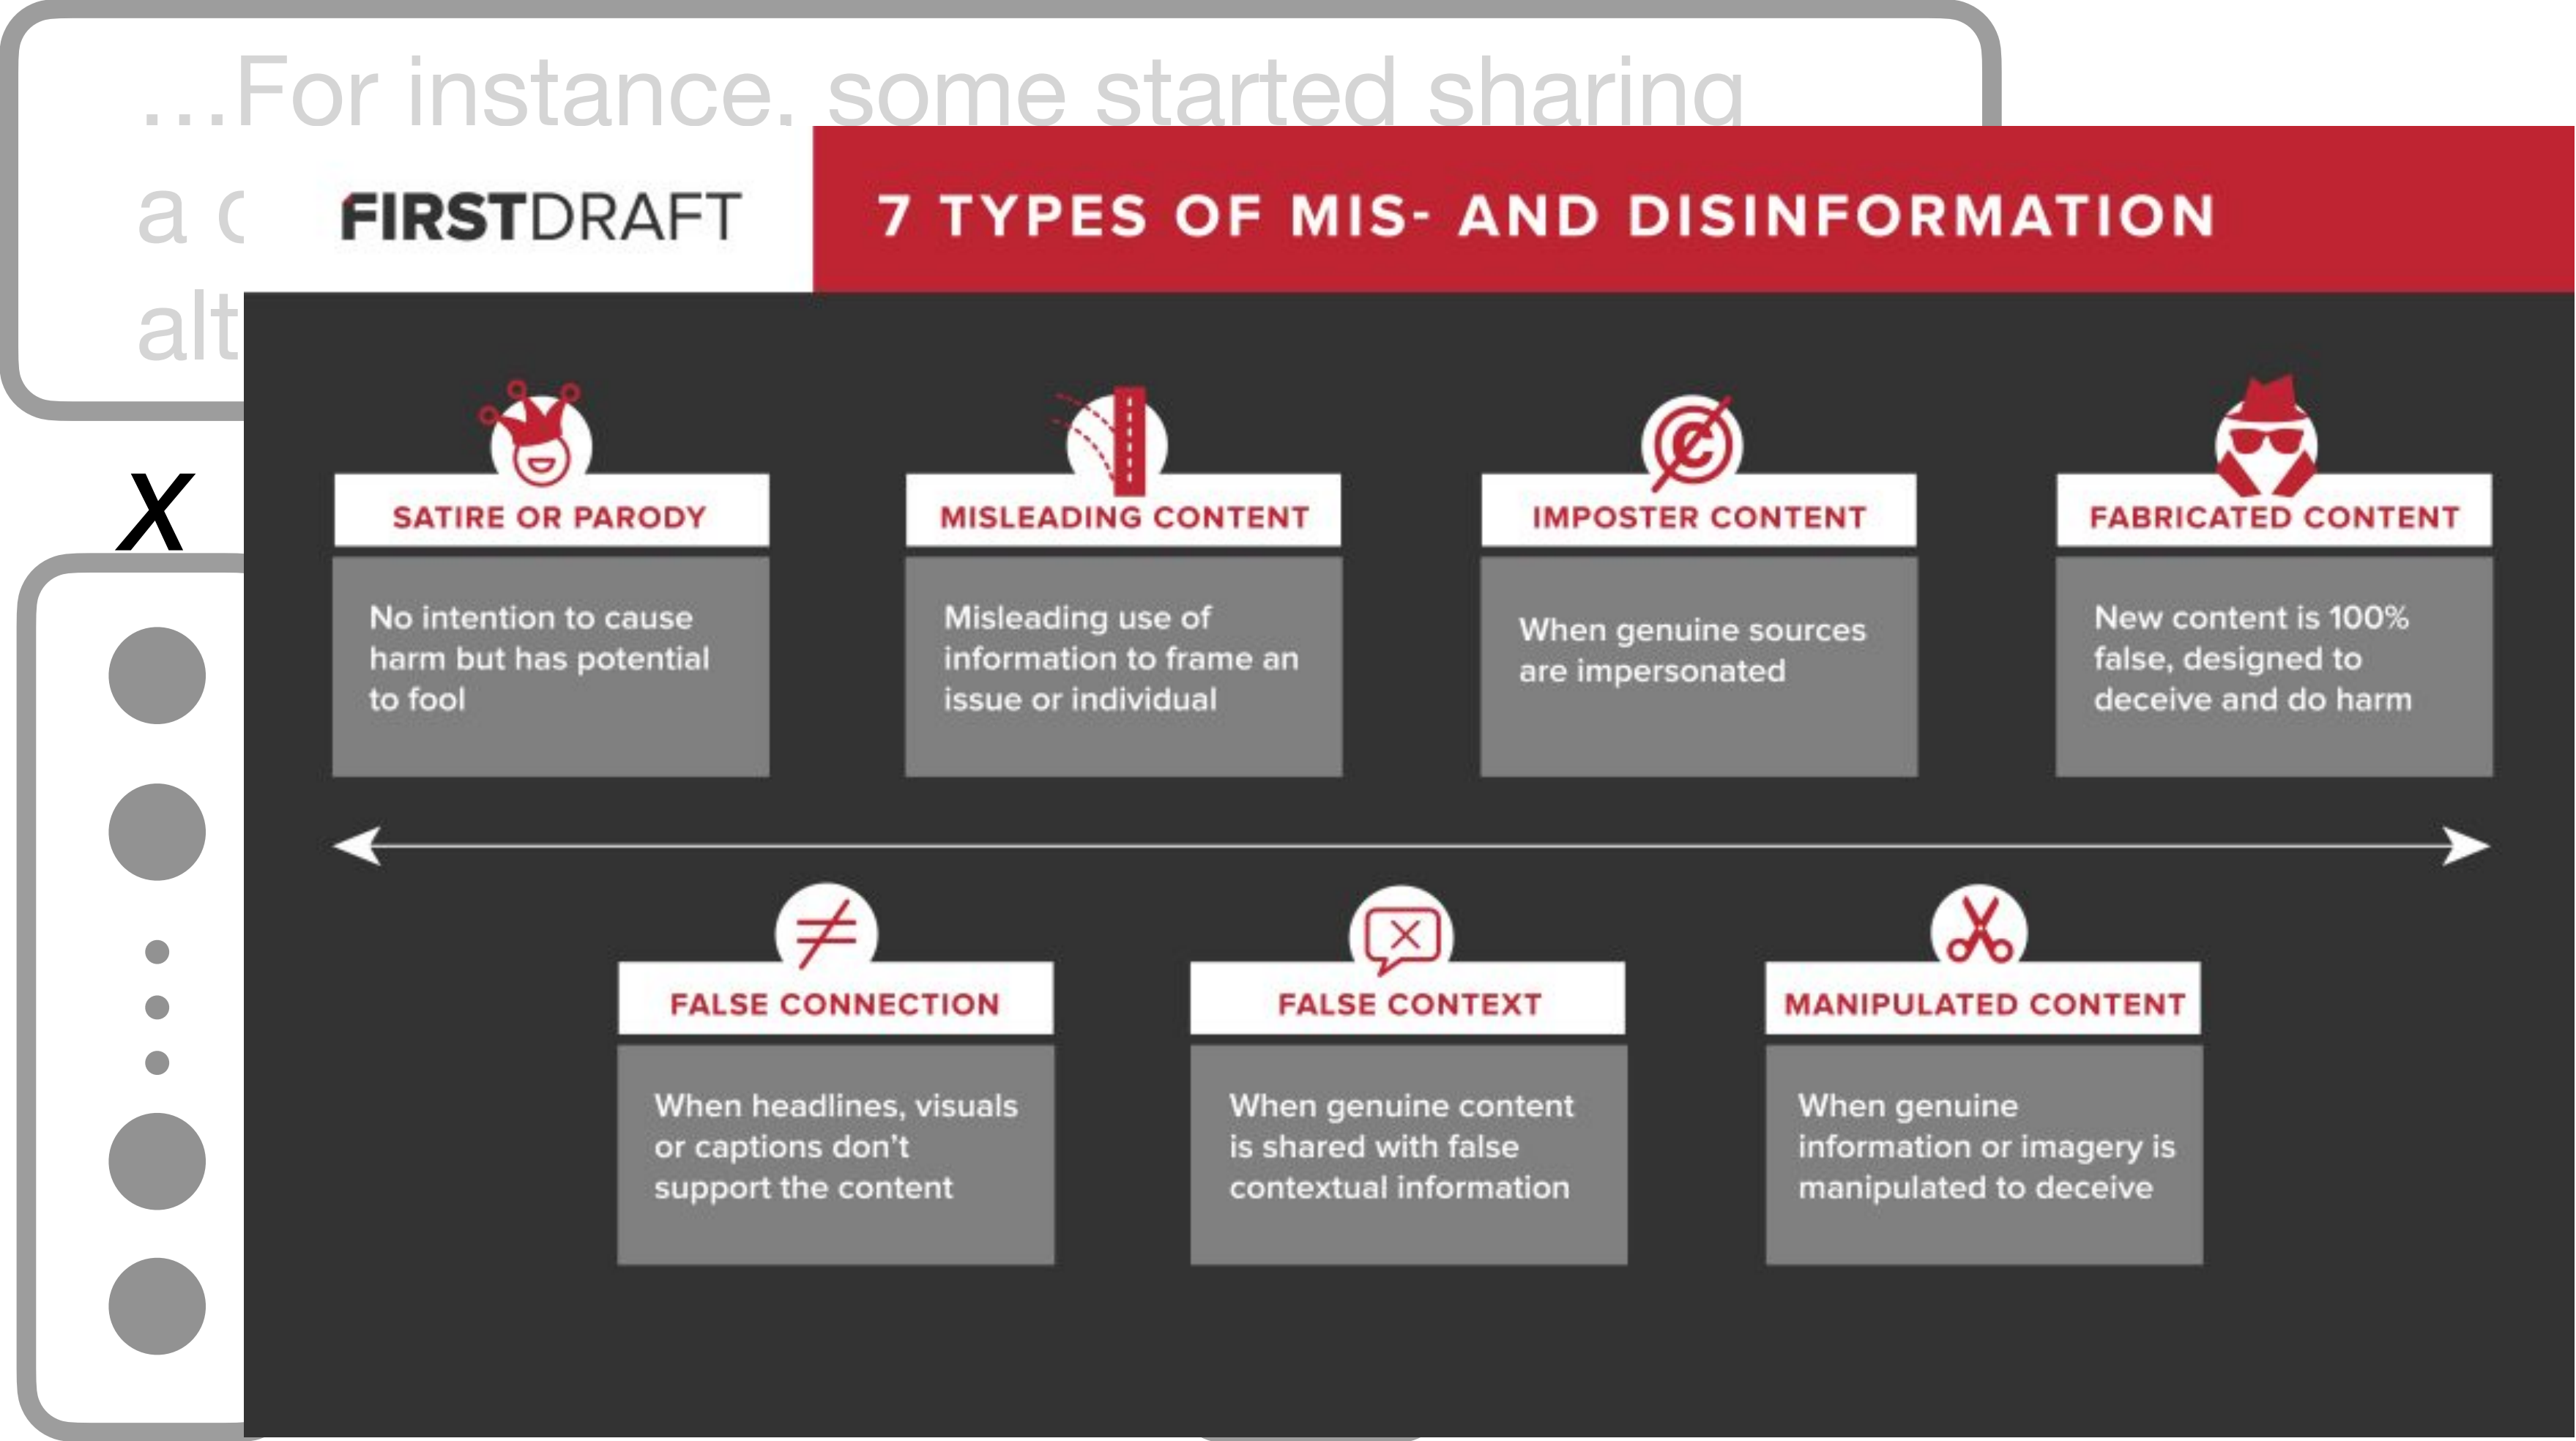 ...For instance, some started sharing
a
FIRSTDRAFT
7 TYPES OF MIS- AND DISINFORMATION
x
SATIRE OR PARODY
No intention to cause
harm but has potential
to fool
MISLEADING CONTENT
Misleading use of
information to frame an
issue or individual
IMPOSTER CONTENT
When genuine sources
are impersonated
FABRICATED CONTENT
New content is 100%
false, designed to
deceive and do harm
FALSE CONNECTION
When headlines, visuals
or captions don't
support the content
FALSE CONTEXT
When genuine content
is shared with false
contextual information
MANIPULATED CONTENT
When genuine
information or imagery is
manipulated to deceive